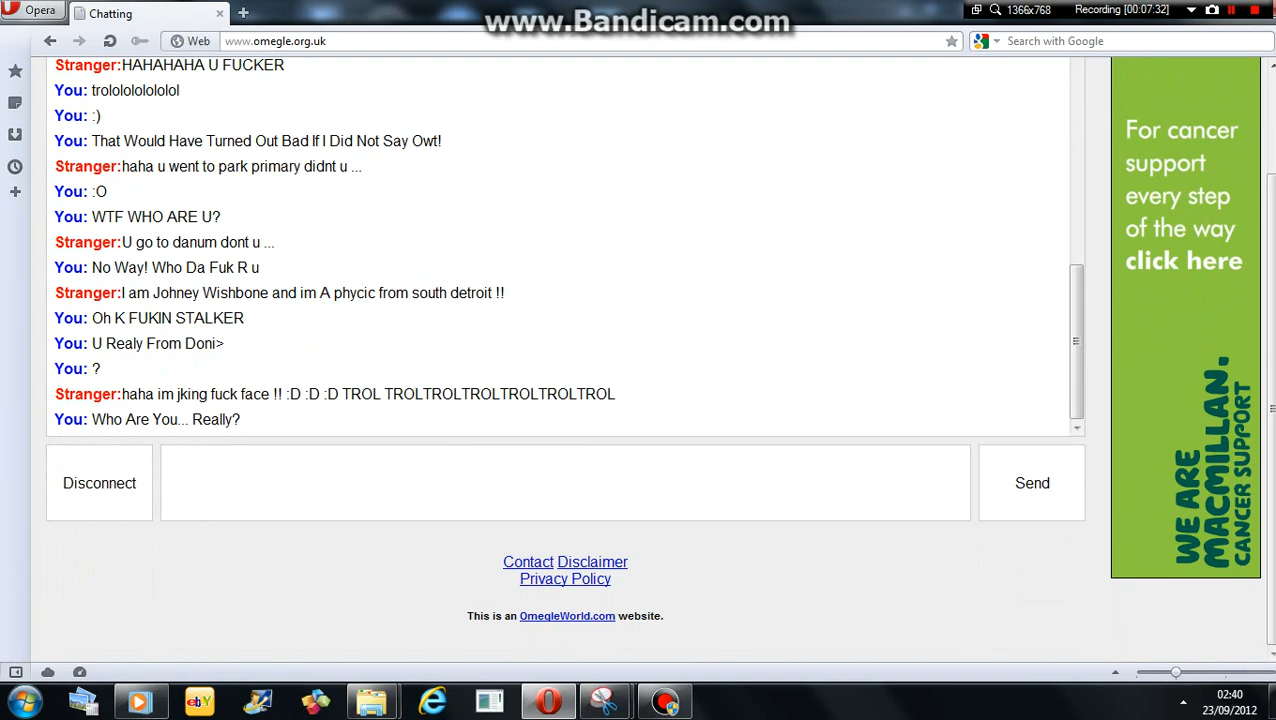 www.Bandicam.com
Opera
Chatting
1366x768
Recording [00:07:32]
Web
www.omegle.org.uk
Search with Google
Stranger:HAHAHAHA U FUCKER
You: trolololololol
You: :)
You: That Would Have Turned Out Bad If I Did Not Say Owt!
Stranger:haha u went to park primary didnt u ...
You: :O
You: WTF WHO ARE U?
Stranger:U go to danum dont u ...
You: No Way! Who Da Fuk R u
Stranger:I am Johney Wishbone and im A phycic from south detroit !!
You: Oh K FUKIN STALKER
You: U Realy From Doni>
You: ?
Stranger:haha im jking fuck face !! :D :D :D TROL TROLTROLTROLTROLTROLTROL
You: Who Are You... Really?
Disconnect
Send
Contact Disclaimer
Privacy Policy
This is an OmegleWorld.com website.
For cancer
support
every step
of the way
click here
WE ARE
MACMILLAN.
CANCER SUPPORT
ebY
02:40
23/09/2012